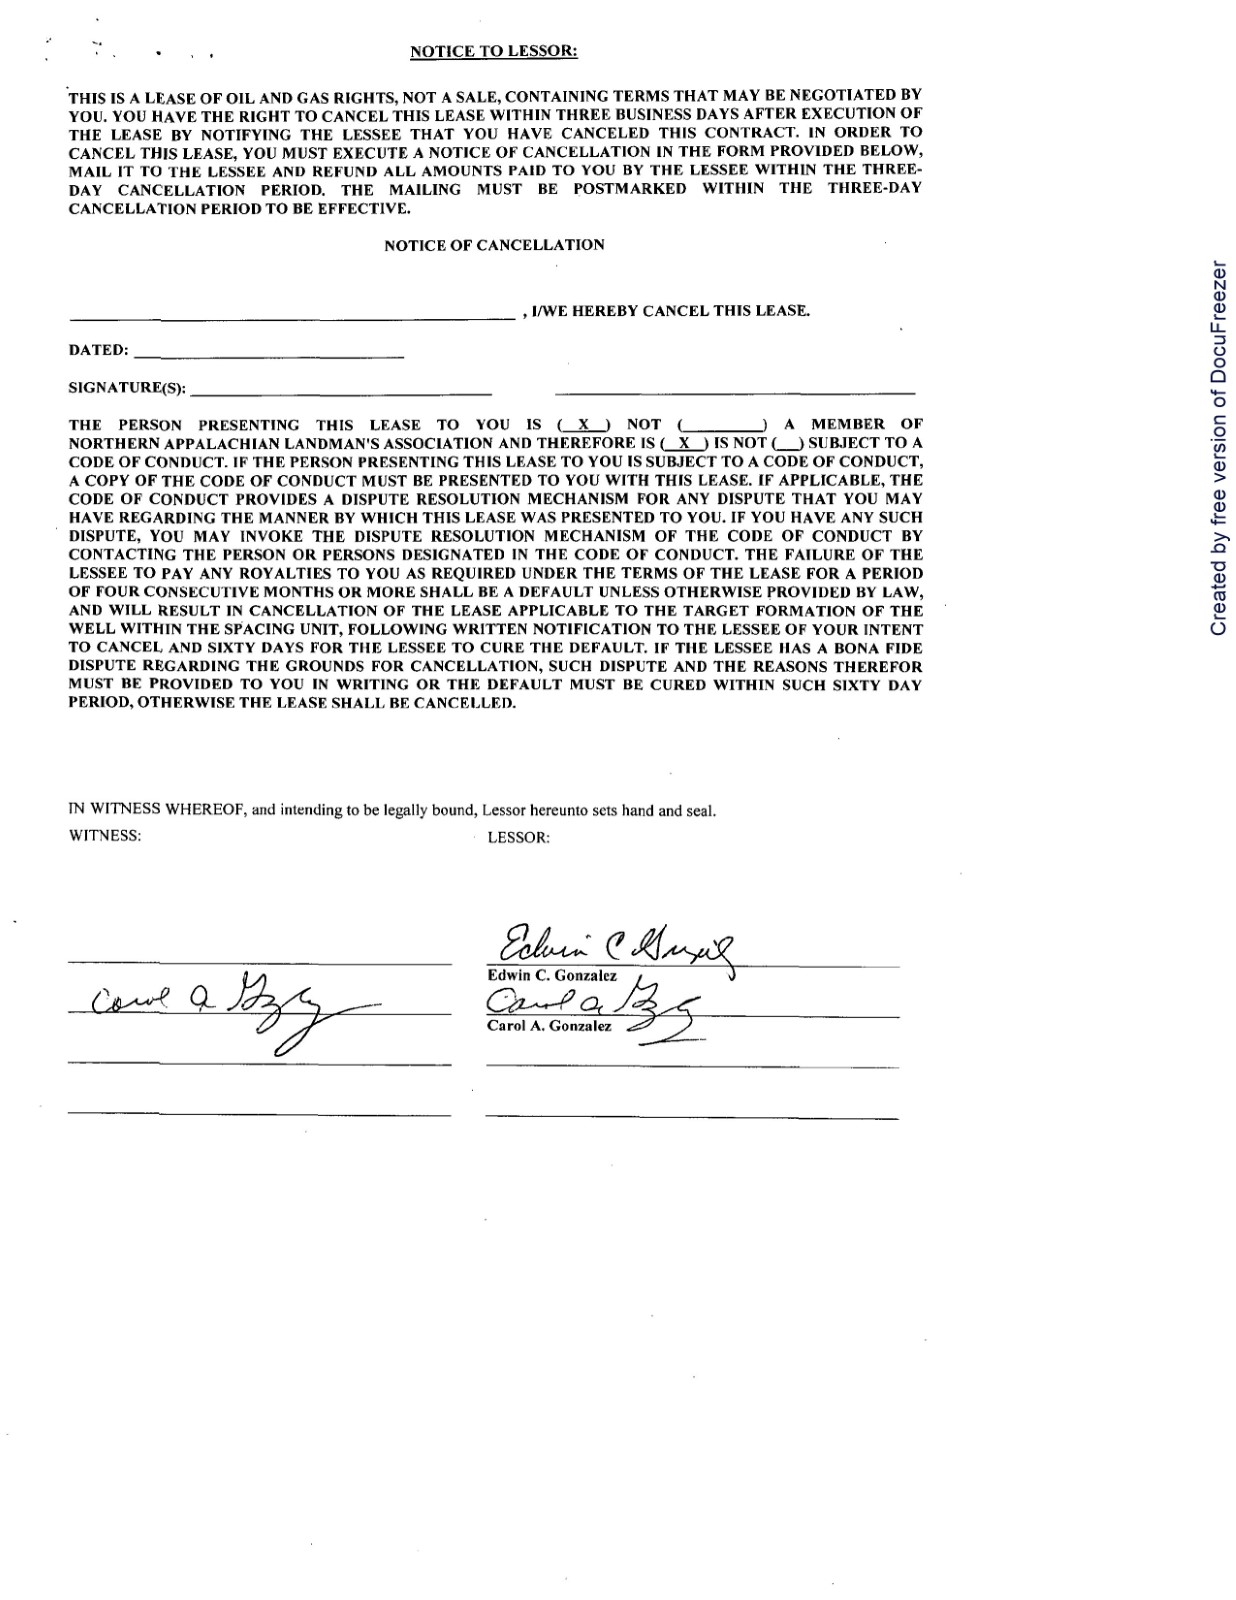 NOTICE TO LESSOR:
THIS IS A LEASE OF OIL AND GAS RIGHTS, NOT A SALE, CONTAINING TERMS THAT MAY BE NEGOTIATED BY
YOU. YOU HAVE THE RIGHT TO CANCEL THIS LEASE WITHIN THREE BUSINESS DAYS AFTER EXECUTION OF
THE LEASE BY NOTIFYING THE LESSEE THAT YOU HAVE CANCELED THIS CONTRACT. IN ORDER TO
CANCEL THIS LEASE, YOU MUST EXECUTE A NOTICE OF CANCELLATION IN THE FORM PROVIDED BELOW,
MAIL IT TO THE LESSEE AND REFUND ALL AMOUNTS PAID TO YOU BY THE LESSEE WITHIN THE THREE-
DAY CANCELLATION PERIOD. THE MAILING MUST BE POSTMARKED WITHIN THE THREE-DAY
CANCELLATION PERIOD TO BE EFFECTIVE.
NOTICE OF CANCELLATION
, I/WE HEREBY CANCEL THIS LEASE.
DATED:
SIGNATURE(S):
THE PERSON PRESENTING THIS LEASE TO YOU IS ( X ) NOT (______) A MEMBER OF
NORTHERN APPALACHIAN LANDMAN'S ASSOCIATION AND THEREFORE IS ( X ) IS NOT (__) SUBJECT TO A
CODE OF CONDUCT. IF THE PERSON PRESENTING THIS LEASE TO YOU IS SUBJECT TO A CODE OF CONDUCT,
A COPY OF THE CODE OF CONDUCT MUST BE PRESENTED TO YOU WITH THIS LEASE. IF APPLICABLE, THE
CODE OF CONDUCT PROVIDES A DISPUTE RESOLUTION MECHANISM FOR ANY DISPUTE THAT YOU MAY
HAVE REGARDING THE MANNER BY WHICH THIS LEASE WAS PRESENTED TO YOU. IF YOU HAVE ANY SUCH
DISPUTE, YOU MAY INVOKE THE DISPUTE RESOLUTION MECHANISM OF THE CODE OF CONDUCT BY
CONTACTING THE PERSON OR PERSONS DESIGNATED IN THE CODE OF CONDUCT. THE FAILURE OF THE
LESSEE TO PAY ANY ROYALTIES TO YOU AS REQUIRED UNDER THE TERMS OF THE LEASE FOR A PERIOD
OF FOUR CONSECUTIVE MONTHS OR MORE SHALL BE A DEFAULT UNLESS OTHERWISE PROVIDED BY LAW,
AND WILL RESULT IN CANCELLATION OF THE LEASE APPLICABLE TO THE TARGET FORMATION OF THE
WELL WITHIN THE SPACING UNIT, FOLLOWING WRITTEN NOTIFICATION TO THE LESSEE OF YOUR INTENT
TO CANCEL AND SIXTY DAYS FOR THE LESSEE TO CURE THE DEFAULT. IF THE LESSEE HAS A BONA FIDE
DISPUTE REGARDING THE GROUNDS FOR CANCELLATION, SUCH DISPUTE AND THE REASONS THEREFOR
MUST BE PROVIDED TO YOU IN WRITING OR THE DEFAULT MUST BE CURED WITHIN SUCH SIXTY DAY
PERIOD, OTHERWISE THE LEASE SHALL BE CANCELLED.
IN WITNESS WHEREOF, and intending to be legally bound, Lessor hereunto sets hand and seal.
WITNESS:
LESSOR:
Edwin C
Edwin C. Gonzalez
Carol A
Carol A
Carol A. Gonzalez
Created by free version of DocuFreezer